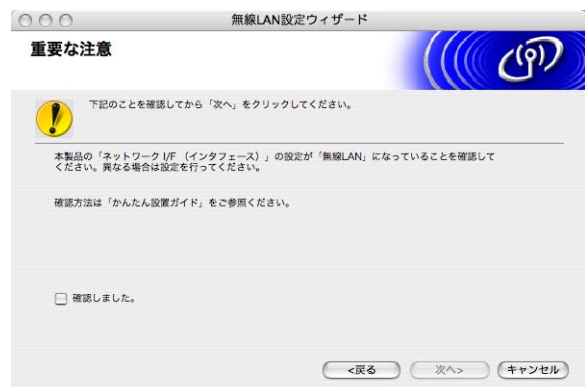 無線LAN設定ウィザード
重要な注意
下記のことを確認してから「次へ」をクリックしてください。
本製品の「ネットワーク I/F （インタフェース）」の設定が「無線LAN」になっていることを確認して
ください。異なる場合は設定を行ってください。
確認方法は「かんたん設置ガイド」をご参照ください。
確認しました。
<戻る 次へ> キャンセル